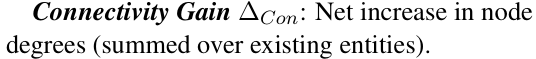 Connectivity Gain Δ_{Con}: Net increase in node
degrees (summed over existing entities).